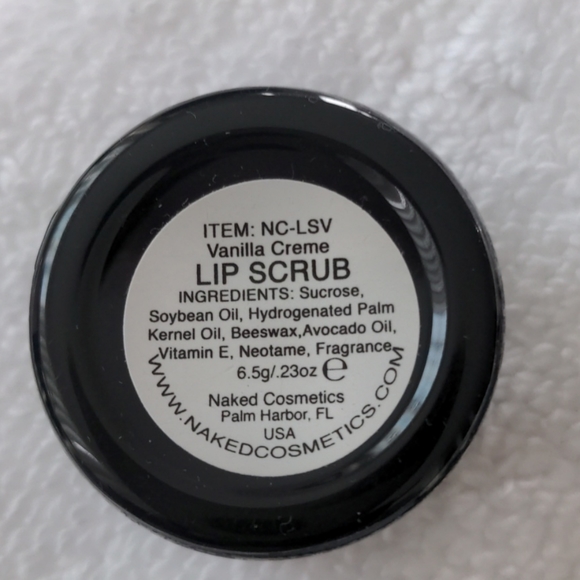 ITEM: NC-LSV
Vanilla Creme
LIP SCRUB
INGREDIENTS: Sucrose,
Soybean Oil, Hydrogenated Palm
Kernel Oil, Beeswax,Avocado Oil,
Vitamin E, Neotame, Fragrance
6.5g/.23oz ℮
Naked Cosmetics
Palm Harbor, FL
USA
WWW.NAKEDCOSMETICS.COM